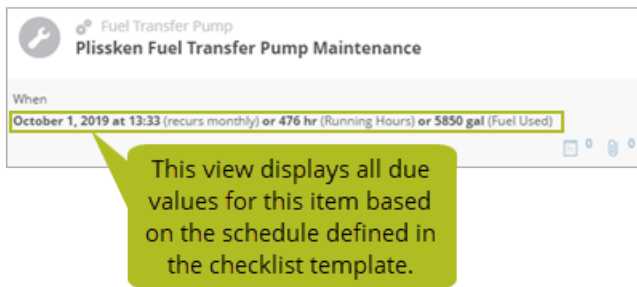 Fuel Transfer Pump
Plissken Fuel Transfer Pump Maintenance
When
October 1, 2019 at 13:33 (recurs monthly) or 476 hr (Running Hours) or 5850 gal (Fuel Used)
0 0
This view displays all due
values for this item based
on the schedule defined in
the checklist template.